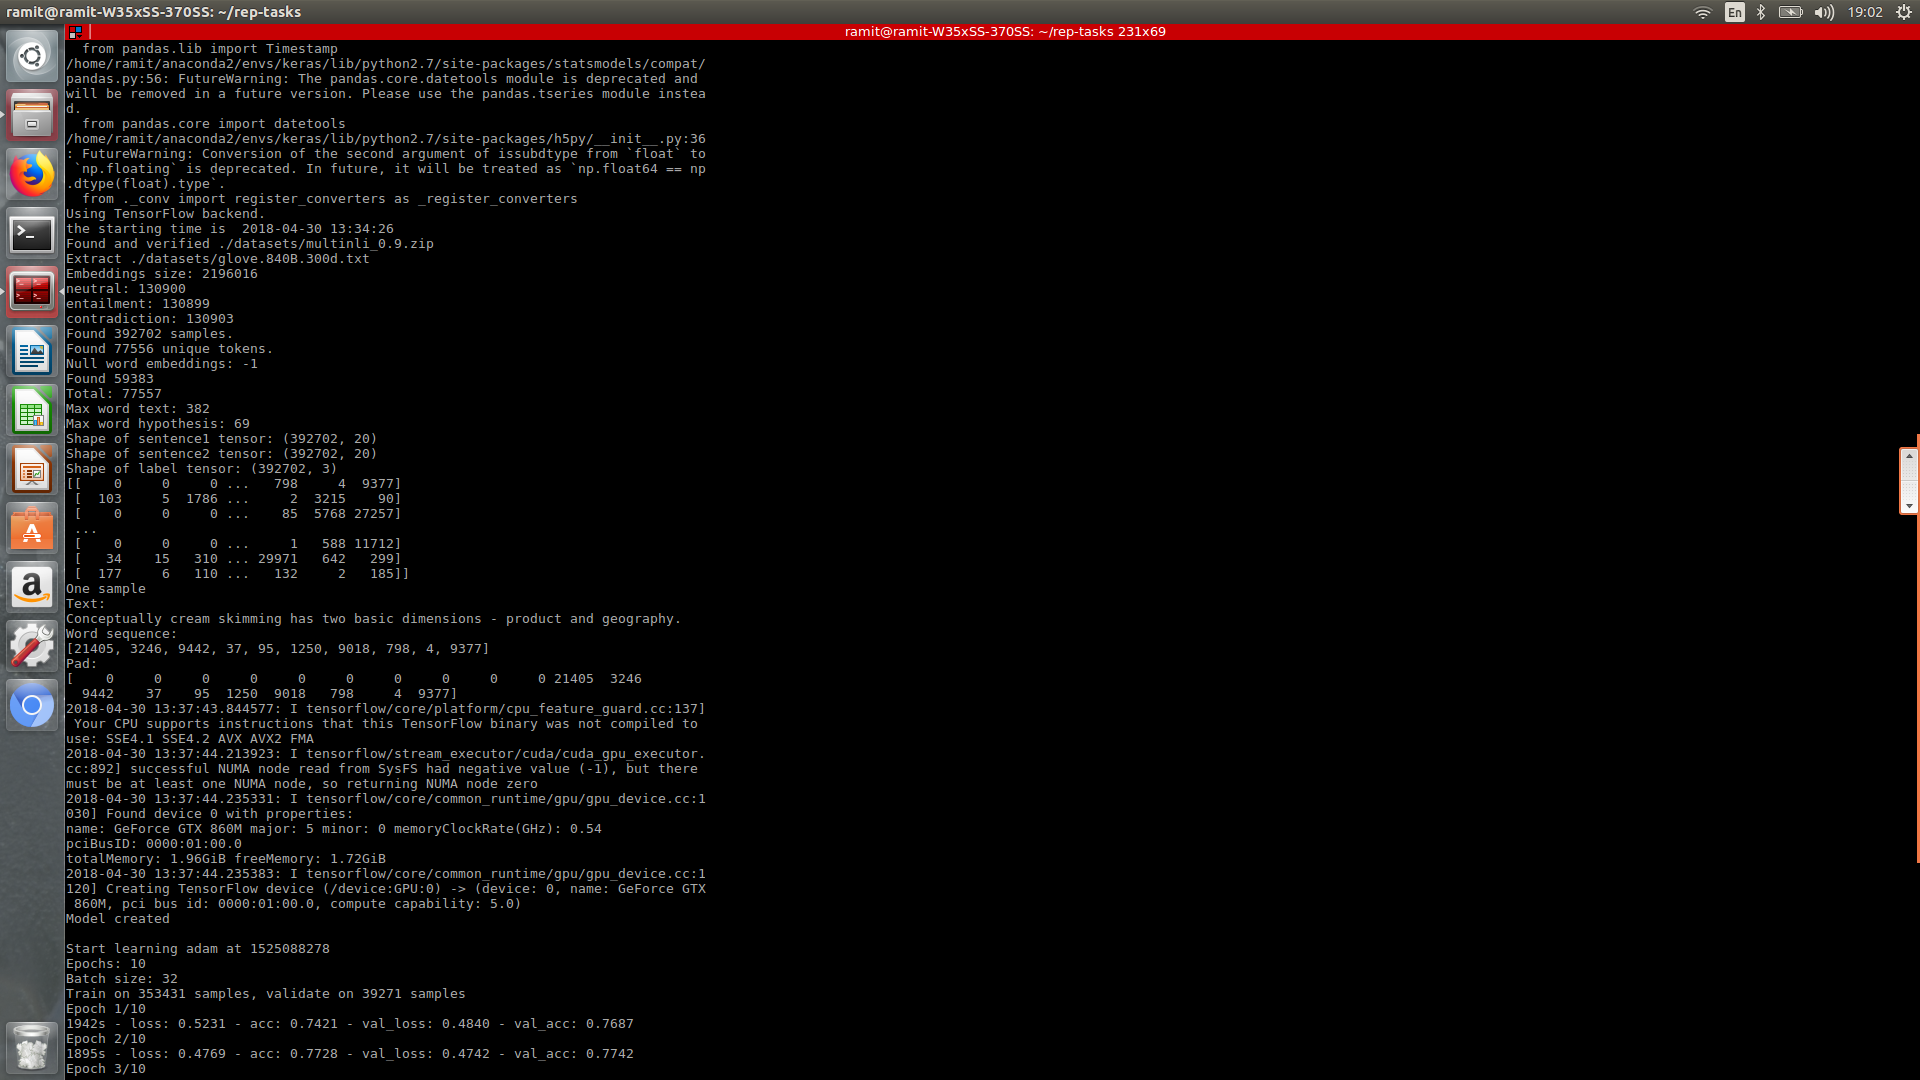 ramit@ramit-W35xSS-370SS: ~/rep-tasks
En
19:02
ramit@ramit-W35xSS-370SS: ~/rep-tasks 231x69
  from pandas.lib import Timestamp
/home/ramit/anaconda2/envs/keras/lib/python2.7/site-packages/statsmodels/compat/
pandas.py:56: FutureWarning: The pandas.core.datetools module is deprecated and
will be removed in a future version. Please use the pandas.tseries module instea
d.
  from pandas.core import datetools
/home/ramit/anaconda2/envs/keras/lib/python2.7/site-packages/h5py/__init__.py:36
: FutureWarning: Conversion of the second argument of issubdtype from `float` to
 `np.floating` is deprecated. In future, it will be treated as `np.float64 == np
.dtype(float).type`.
  from ._conv import register_converters as _register_converters
Using TensorFlow backend.
the starting time is  2018-04-30 13:34:26
Found and verified ./datasets/multinli_0.9.zip
Extract ./datasets/glove.840B.300d.txt
Embeddings size: 2196016
neutral: 130900
entailment: 130899
contradiction: 130903
Found 392702 samples.
Found 77556 unique tokens.
Null word embeddings: -1
Found 59383
Total: 77557
Max word text: 382
Max word hypothesis: 69
Shape of sentence1 tensor: (392702, 20)
Shape of sentence2 tensor: (392702, 20)
Shape of label tensor: (392702, 3)
[[    0     0     0 ...   798     4  9377]
 [  103     5  1786 ...     2  3215    90]
 [    0     0     0 ...    85  5768 27257]
 ...
 [    0     0     0 ...     1   588 11712]
 [   34    15   310 ... 29971   642   299]
 [  177     6   110 ...   132     2   185]]
One sample
Text:
Conceptually cream skimming has two basic dimensions - product and geography.
Word sequence:
[21405, 3246, 9442, 37, 95, 1250, 9018, 798, 4, 9377]
Pad:
[    0     0     0     0     0     0     0     0     0     0 21405  3246
  9442    37    95  1250  9018   798     4  9377]
2018-04-30 13:37:43.844577: I tensorflow/core/platform/cpu_feature_guard.cc:137]
 Your CPU supports instructions that this TensorFlow binary was not compiled to
use: SSE4.1 SSE4.2 AVX AVX2 FMA
2018-04-30 13:37:44.213923: I tensorflow/stream_executor/cuda/cuda_gpu_executor.
cc:892] successful NUMA node read from SysFS had negative value (-1), but there
must be at least one NUMA node, so returning NUMA node zero
2018-04-30 13:37:44.235331: I tensorflow/core/common_runtime/gpu/gpu_device.cc:1
030] Found device 0 with properties:
name: GeForce GTX 860M major: 5 minor: 0 memoryClockRate(GHz): 0.54
pciBusID: 0000:01:00.0
totalMemory: 1.96GiB freeMemory: 1.72GiB
2018-04-30 13:37:44.235383: I tensorflow/core/common_runtime/gpu/gpu_device.cc:1
120] Creating TensorFlow device (/device:GPU:0) -> (device: 0, name: GeForce GTX
 860M, pci bus id: 0000:01:00.0, compute capability: 5.0)
Model created

Start learning adam at 1525088278
Epochs: 10
Batch size: 32
Train on 353431 samples, validate on 39271 samples
Epoch 1/10
1942s - loss: 0.5231 - acc: 0.7421 - val_loss: 0.4840 - val_acc: 0.7687
Epoch 2/10
1895s - loss: 0.4769 - acc: 0.7728 - val_loss: 0.4742 - val_acc: 0.7742
Epoch 3/10